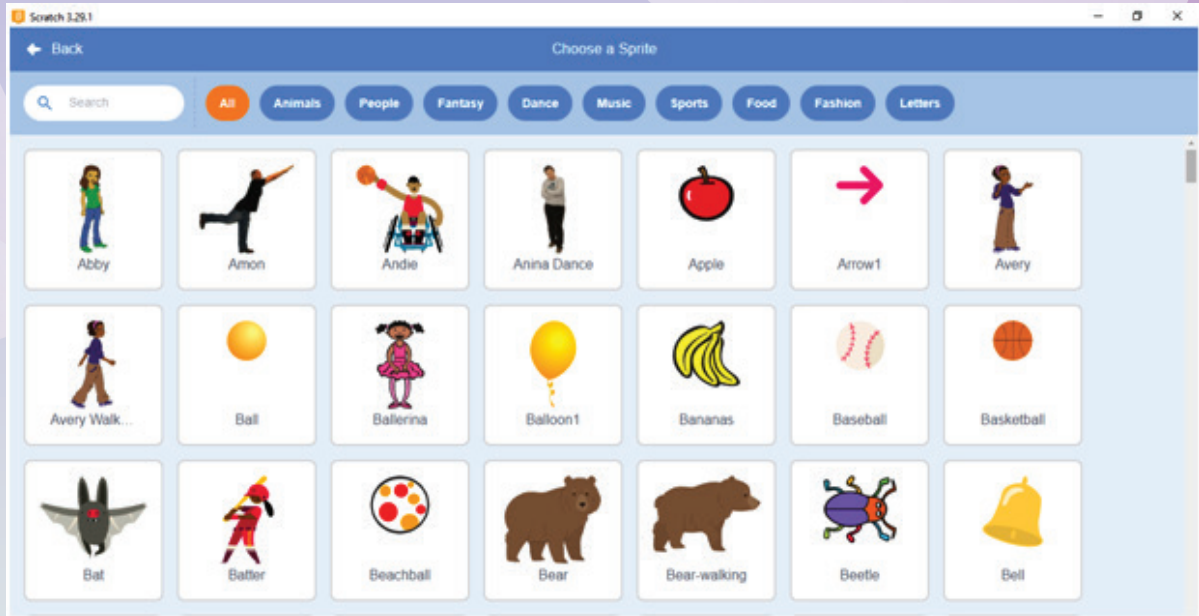 Scratch 3.29.1
Back
Choose a Sprite
Search
All
Animals
People
Fantasy
Dance
Music
Sports
Food
Fashion
Letters
Abby
Amon
Andie
Anina Dance
Apple
Arrow1
Avery
Avery Walk...
Ball
Ballerina
Balloon1
Bananas
Baseball
Basketball
Bat
Batter
Beachball
Bear
Bear-walking
Beetle
Bell